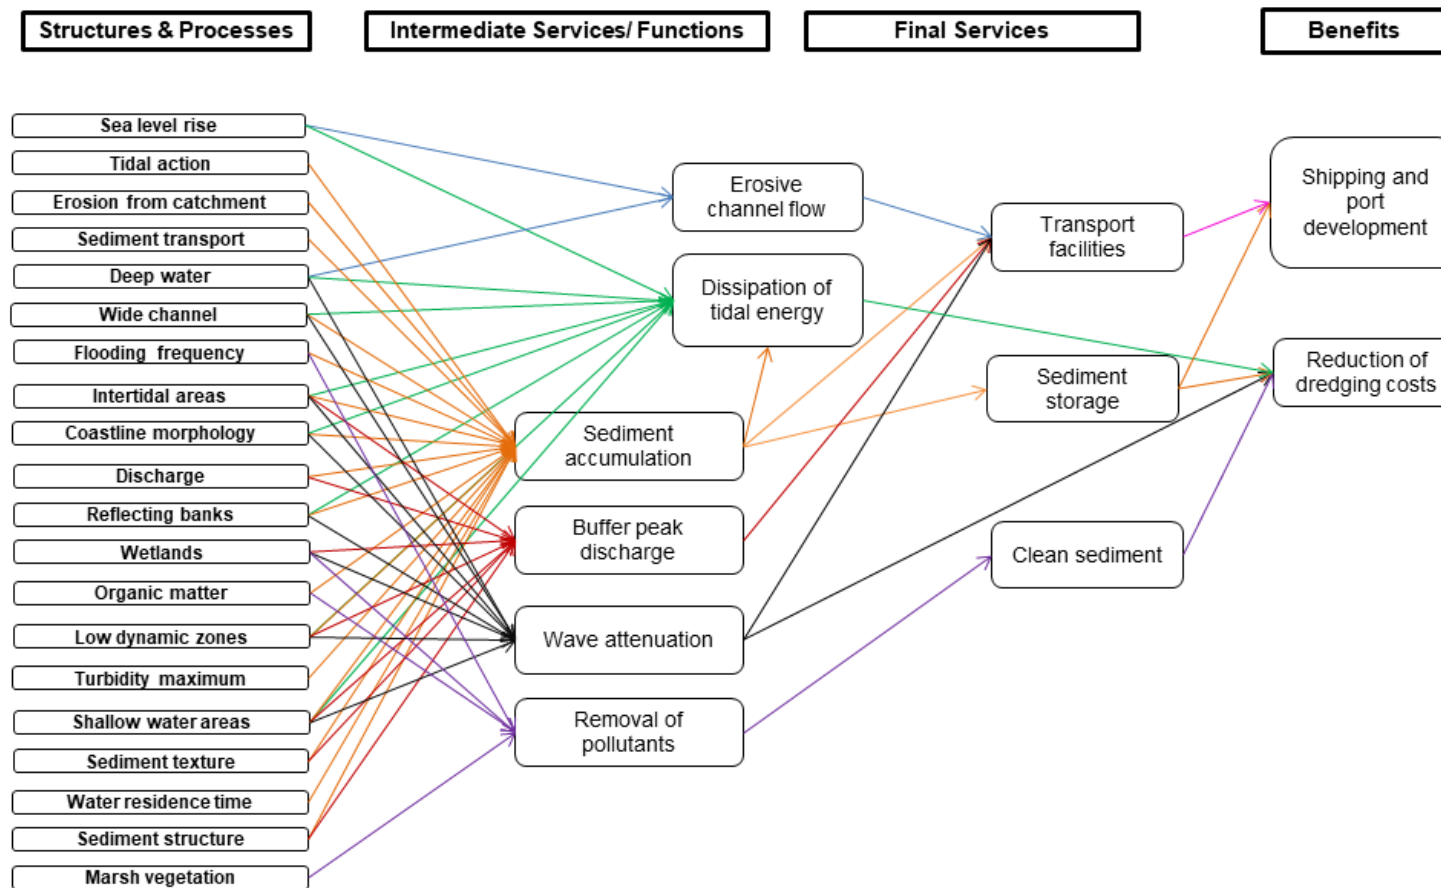 Structures & Processes
Intermediate Services/ Functions
Final Services
Benefits
Sea level rise
Tidal action
Erosion from catchment
Sediment transport
Deep water
Wide channel
Flooding frequency
Intertidal areas
Coastline morphology
Discharge
Reflecting banks
Wetlands
Organic matter
Low dynamic zones
Turbidity maximum
Shallow water areas
Sediment texture
Water residence time
Sediment structure
Marsh vegetation
Erosive
channel flow
Dissipation of
tidal energy
Sediment
accumulation
Buffer peak
discharge
Wave attenuation
Removal of
pollutants
Transport
facilities
Sediment
storage
Clean sediment
Shipping and
port
development
Reduction of
dredging costs